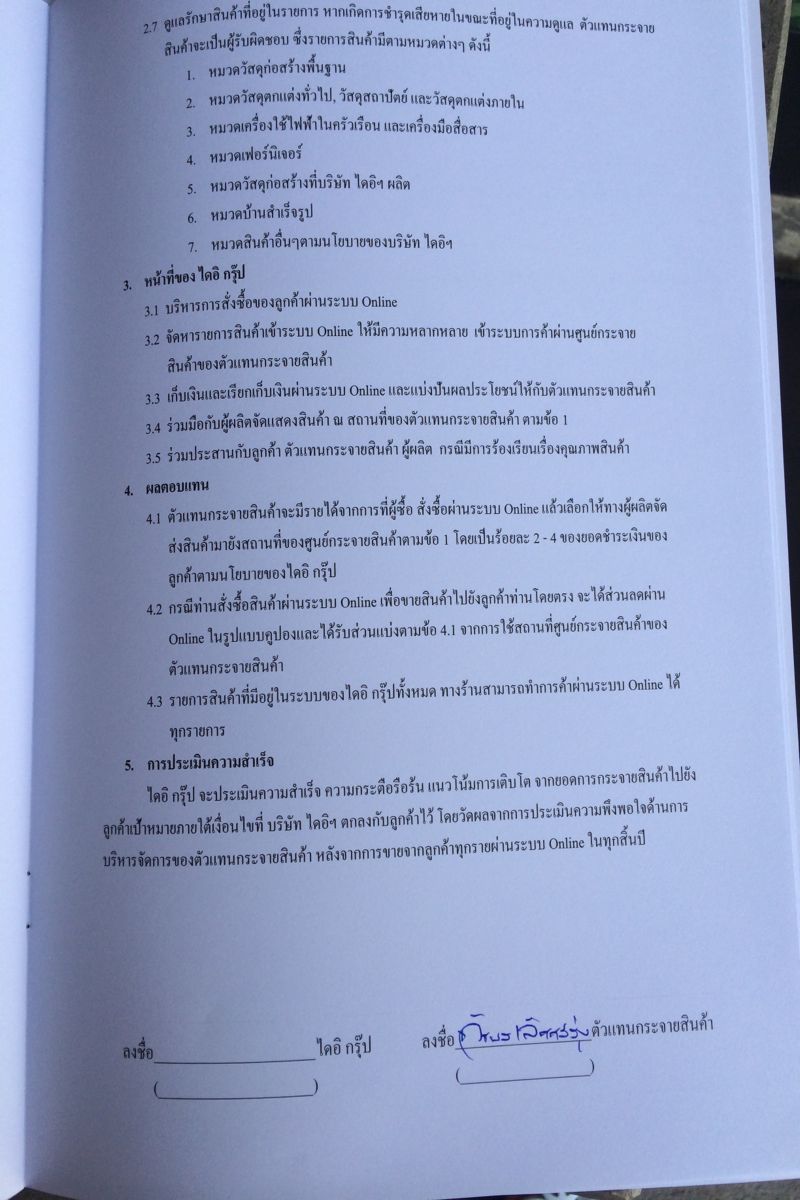 2.7 ดูแลรักษาสินค้าที่อยู่ในรายการ หากเกิดการชำรุดเสียหายในขณะที่อยู่ในความดูแล ตัวแทนกระจาย
สินค้าจะเป็นผู้รับผิดชอบ ซึ่งรายการสินค้ามีตามหมวดต่างๆ ดังนี้
1. หมวดวัสดุก่อสร้างพื้นฐาน
2. หมวดวัสดุตกแต่งทั่วไป, วัสดุสถาปัตย์ และวัสดุตกแต่งภายใน
3. หมวดเครื่องใช้ไฟฟ้าในครัวเรือน และเครื่องมือสื่อสาร
4. หมวดเฟอร์นิเจอร์
5. หมวดวัสดุก่อสร้างที่บริษัท ไดอิฯ ผลิต
6. หมวดบ้านสำเร็จรูป
7. หมวดสินค้าอื่นๆตามนโยบายของบริษัท ไดอิฯ
3. หน้าที่ของ ไดอิ กรุ๊ป
3.1 บริหารการสั่งซื้อของลูกค้าผ่านระบบ Online
3.2 จัดหารายการสินค้าเข้าระบบ Online ให้มีความหลากหลาย เข้าระบบการค้าผ่านศูนย์กระจาย
สินค้าของตัวแทนกระจายสินค้า
3.3 เก็บเงินและเรียกเก็บเงินผ่านระบบ Online และแบ่งปันผลประโยชน์ให้กับตัวแทนกระจายสินค้า
3.4 ร่วมมือกับผู้ผลิตจัดแสดงสินค้า ณ สถานที่ของตัวแทนกระจายสินค้า ตามข้อ 1
3.5 ร่วมประสานกับลูกค้า ตัวแทนกระจายสินค้า ผู้ผลิต กรณีมีการร้องเรียนเรื่องคุณภาพสินค้า
4. ผลตอบแทน
4.1 ตัวแทนกระจายสินค้าจะมีรายได้จากการที่ผู้ซื้อ สั่งซื้อผ่านระบบ Online แล้วเลือกให้ทางผู้ผลิตจัด
ส่งสินค้ามายังสถานที่ของศูนย์กระจายสินค้าตามข้อ 1 โดยเป็นร้อยละ 2 - 4 ของยอดชำระเงินของ
ลูกค้าตามนโยบายของไดอิ กรุ๊ป
4.2 กรณีท่านสั่งซื้อสินค้าผ่านระบบ Online เพื่อขายสินค้าไปยังลูกค้าท่านโดยตรง จะได้ส่วนลดผ่าน
Online ในรูปแบบคูปองและได้รับส่วนแบ่งตามข้อ 4.1 จากการใช้สถานที่ศูนย์กระจายสินค้าของ
ตัวแทนกระจายสินค้า
4.3 รายการสินค้าที่มีอยู่ในระบบของไดอิ กรุ๊ปทั้งหมด ทางร้านสามารถทำการค้าผ่านระบบ Online ได้
ทุกรายการ
5. การประเมินความสำเร็จ
ไดอิ กรุ๊ป จะประเมินความสำเร็จ ความกระตือรือร้น แนวโน้มการเติบโต จากยอดการกระจายสินค้าไปยัง
ลูกค้าเป้าหมายภายใต้เงื่อนไขที่ บริษัท ไดอิฯ ตกลงกับลูกค้าไว้ โดยวัดผลจากการประเมินความพึงพอใจด้านการ
บริหารจัดการของตัวแทนกระจายสินค้า หลังจากการขายจากลูกค้าทุกรายผ่านระบบ Online ในทุกสิ้นปี
ลงชื่อ ไดอิ กรุ๊ป
ลงชื่อ ตัวแทนกระจายสินค้า